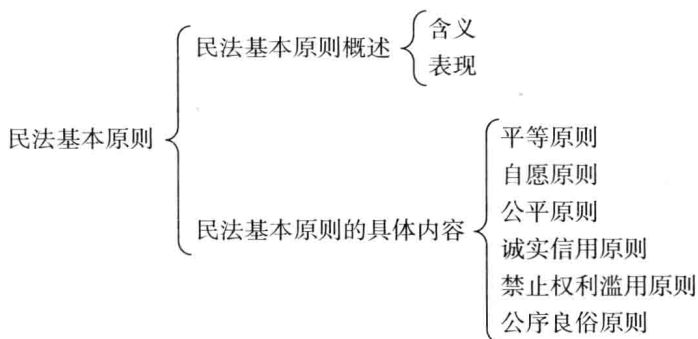 民法基本原则
民法基本原则概述
含义
表现
民法基本原则的具体内容
平等原则
自愿原则
公平原则
诚实信用原则
禁止权利滥用原则
公序良俗原则